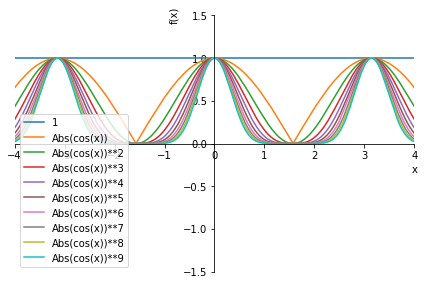 f(x)
1.5
1.0
0.5
0.0
−0.5
−1.0
−1.5
−4
−1
0
1
2
3
4
x
1
Abs(cos(x))
Abs(cos(x))**2
Abs(cos(x))**3
Abs(cos(x))**4
Abs(cos(x))**5
Abs(cos(x))**6
Abs(cos(x))**7
Abs(cos(x))**8
Abs(cos(x))**9